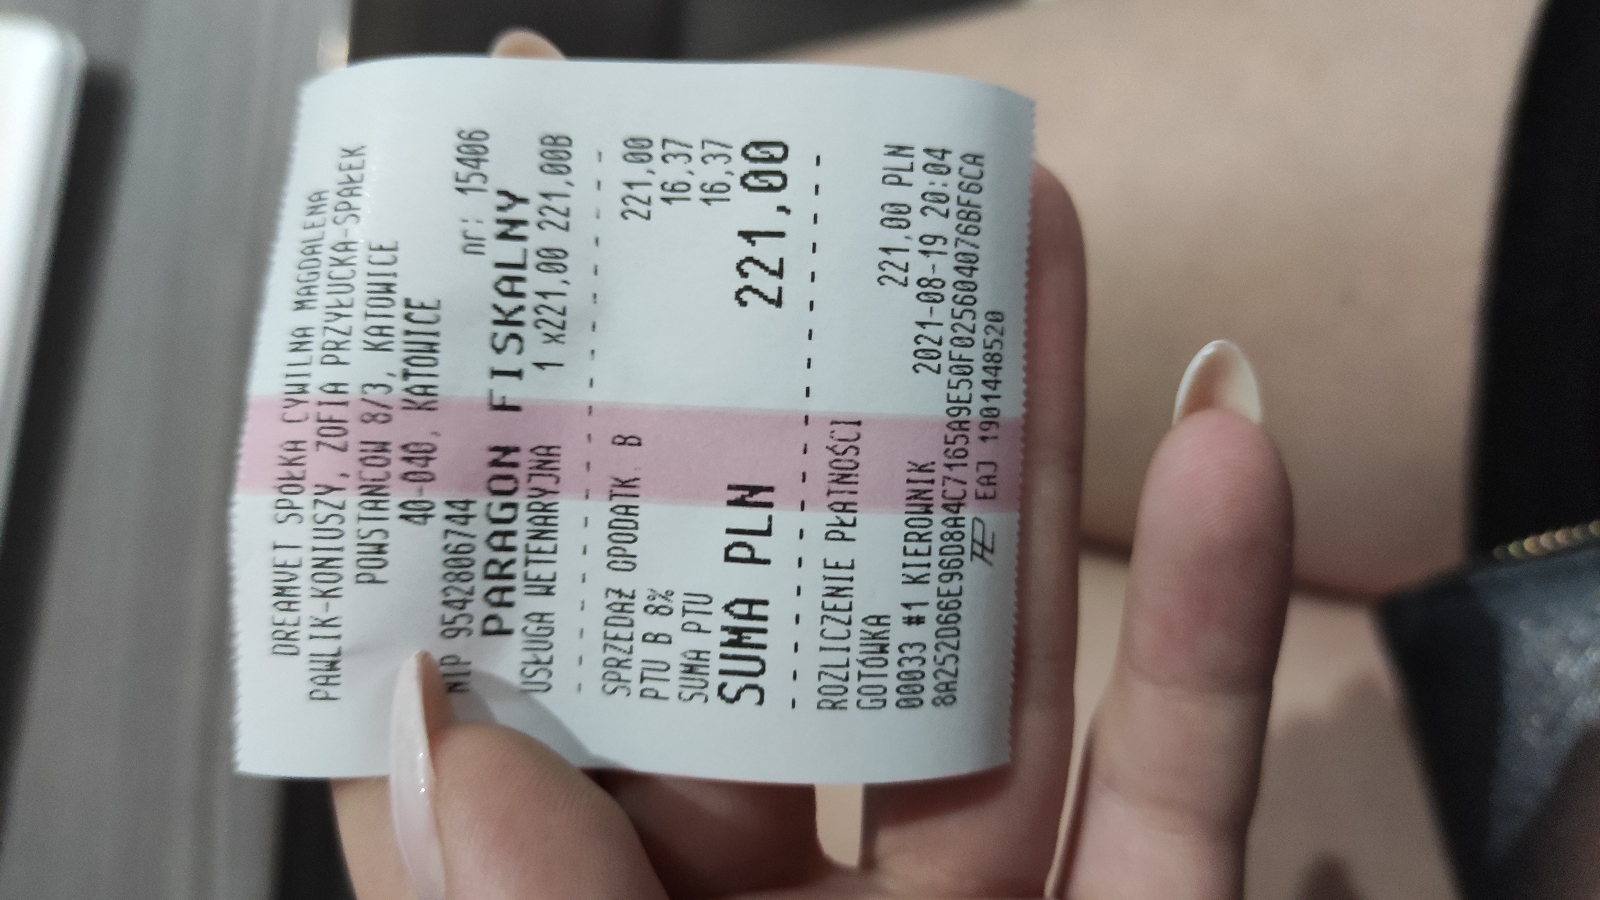 DREAMVET SPÓŁKA CYWILNA MAGDALENA
PAWLIK-KONIUSZY, ZOFIA PRZYŁUCKA-SPAŁEK
POWSTAŃCÓW 8/3, KATOWICE
40-040, KATOWICE
NIP 9542806744 nr: 15406
PARAGON FISKALNY
USŁUGA WETENARYJNA 1 x221,00 221,00B
SPRZEDAŻ OPODATK. B 221,00
PTU B 8% 16,37
SUMA PTU 16,37
SUMA PLN 221,00
ROZLICZENIE PŁATNOŚCI
GOTÓWKA 221,00 PLN
00033 #1 KIEROWNIK 2021-08-19 20:04
8A252D66E96D8A4C7165A9E50F025604076BF6CA
EAJ 1901448520